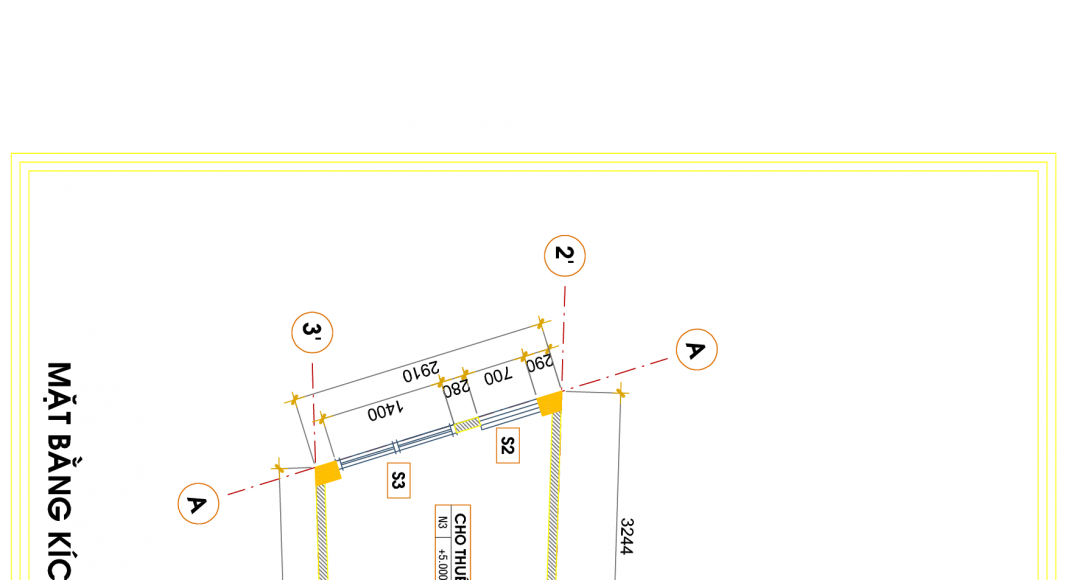 2'
3'
A
2910
290
700
280
1400
S2
S3
A
CHO THUÊ
N3
+5.000
3244
MẶT BẰNG KÍC